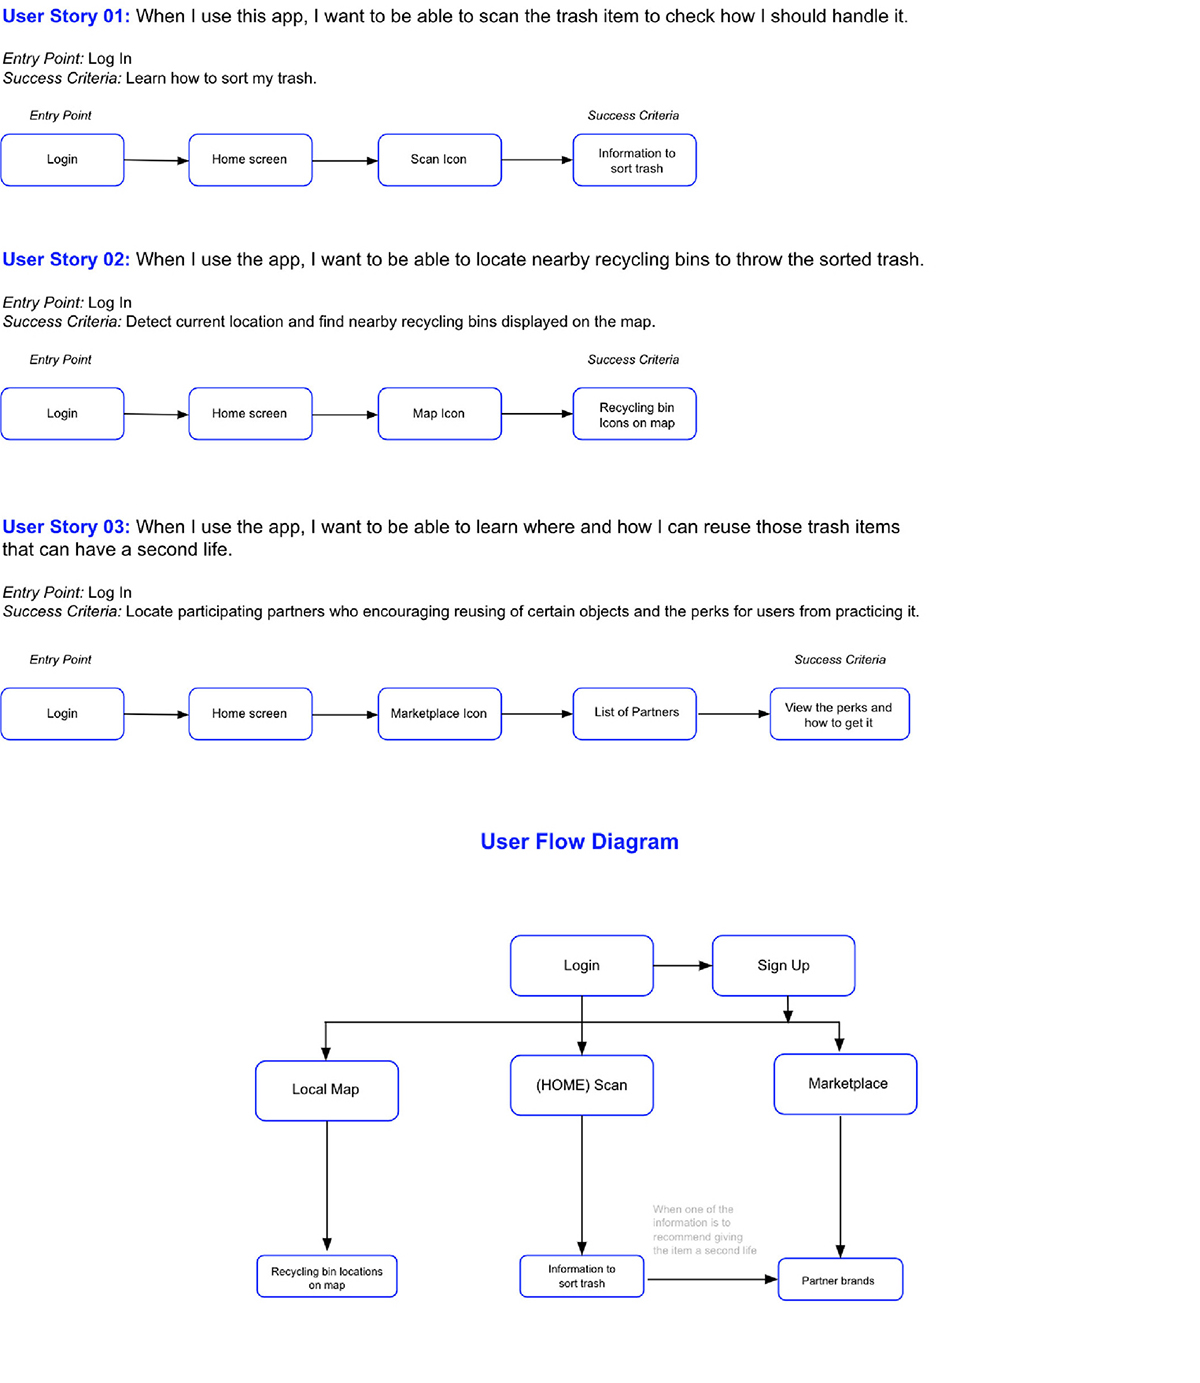 User Story 01: When I use this app, I want to be able to scan the trash item to check how I should handle it.
Entry Point: Log In
Success Criteria: Learn how to sort my trash.
Entry Point
Success Criteria
Login
Home screen
Scan Icon
Information to
sort trash
User Story 02: When I use the app, I want to be able to locate nearby recycling bins to throw the sorted trash.
Entry Point: Log In
Success Criteria: Detect current location and find nearby recycling bins displayed on the map.
Entry Point
Success Criteria
Login
Home screen
Map Icon
Recycling bin
Icons on map
User Story 03: When I use the app, I want to be able to learn where and how I can reuse those trash items
that can have a second life.
Entry Point: Log In
Success Criteria: Locate participating partners who encouraging reusing of certain objects and the perks for users from practicing it.
Entry Point
Success Criteria
Login
Home screen
Marketplace Icon
List of Partners
View the perks and
how to get it
User Flow Diagram
Login
Sign Up
Local Map
(HOME) Scan
Marketplace
When one of the
information is to
recommend giving
the item a second life
Recycling bin locations
on map
Information to
sort trash
Partner brands